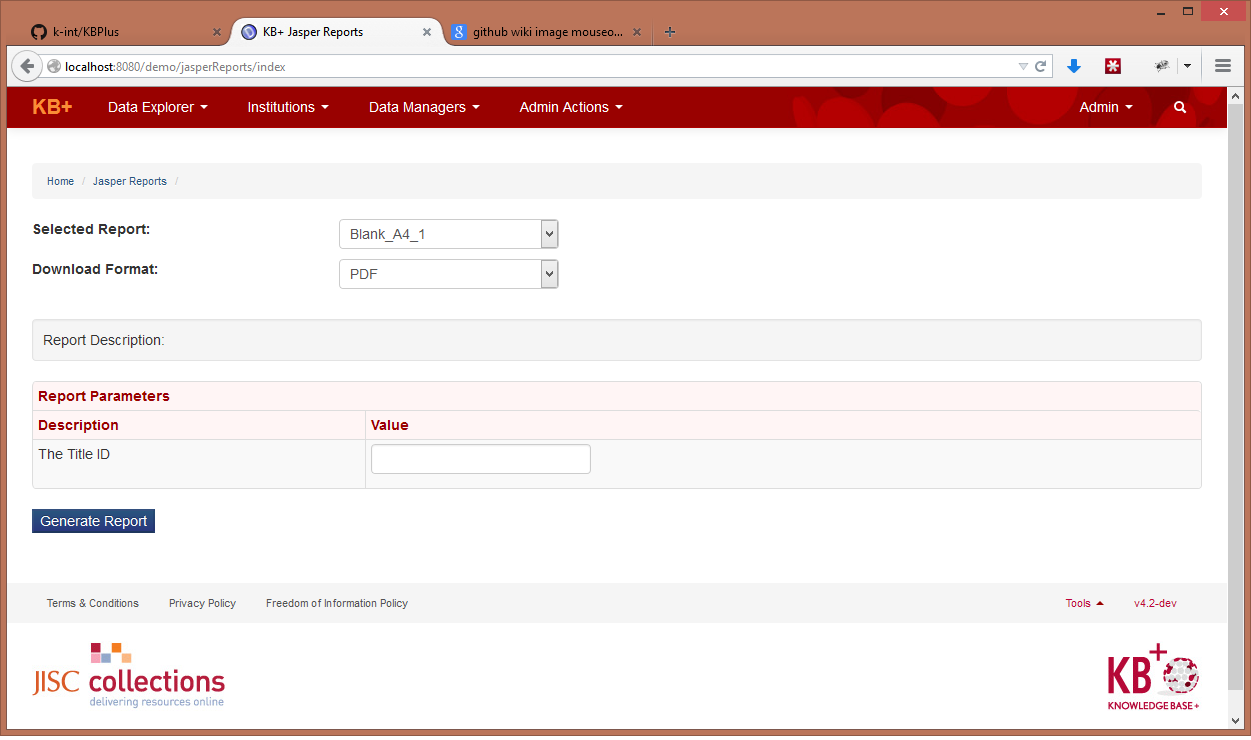 k-int/KBPlus
KB+ Jasper Reports
github wiki image mouseo...
localhost:8080/demo/jasperReports/index
KB+ Data Explorer Institutions Data Managers Admin Actions Admin
Home / Jasper Reports /
Selected Report: Blank_A4_1
Download Format: PDF
Report Description:
Report Parameters
Description Value
The Title ID
Generate Report
Terms & Conditions Privacy Policy Freedom of Information Policy Tools v4.2-dev
JISC collections
delivering resources online
KB+
KNOWLEDGE BASE+